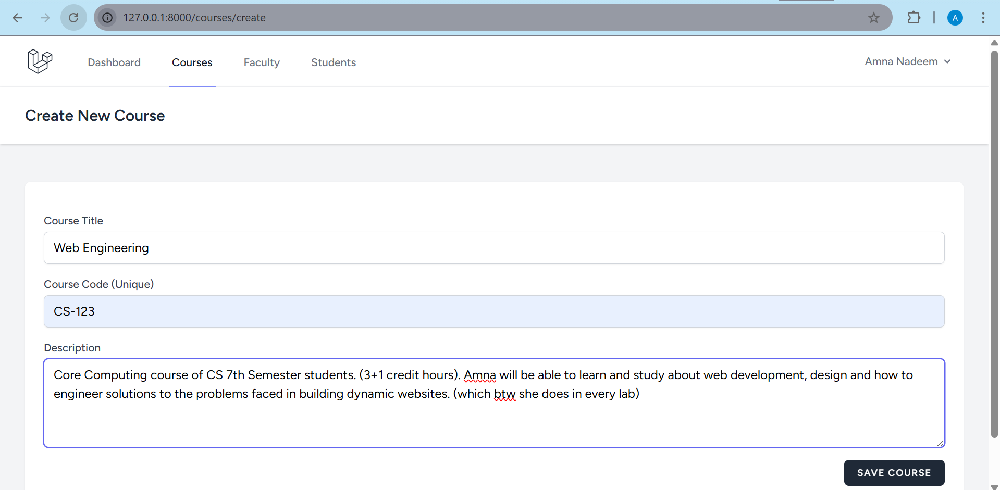 127.0.0.1:8000/courses/create
A
Dashboard
Courses
Faculty
Students
Amna Nadeem
Create New Course
Course Title
Web Engineering
Course Code (Unique)
CS-123
Description
Core Computing course of CS 7th Semester students. (3+1 credit hours). Amna will be able to learn and study about web development, design and how to
engineer solutions to the problems faced in building dynamic websites. (which btw she does in every lab)
SAVE COURSE